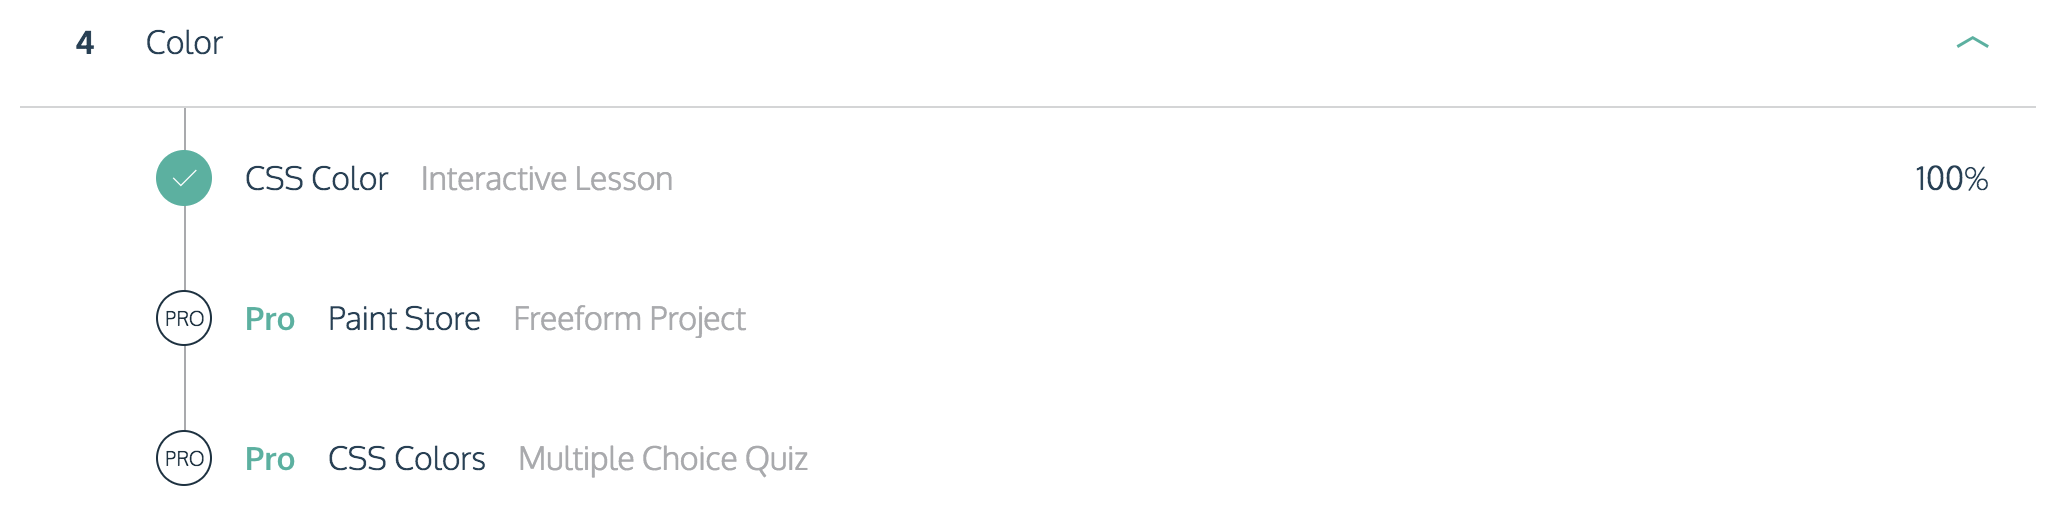 4 Color
CSS Color Interactive Lesson 100%
PRO Pro Paint Store Freeform Project
PRO Pro CSS Colors Multiple Choice Quiz